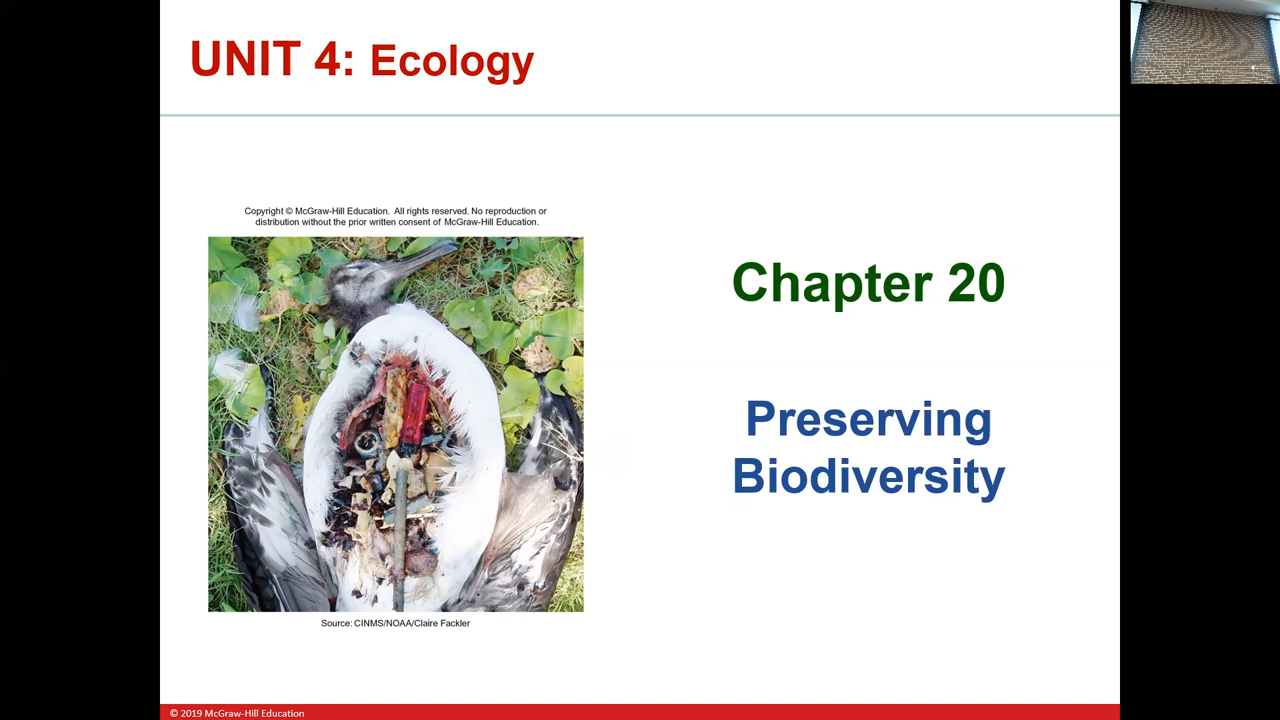 UNIT 4: Ecology
Copyright © McGraw-Hill Education. All rights reserved. No reproduction or
distribution without the prior written consent of McGraw-Hill Education.
Source: CINMS/NOAA/Claire Fackler
Chapter 20
Preserving
Biodiversity
© 2019 McGraw-Hill Education